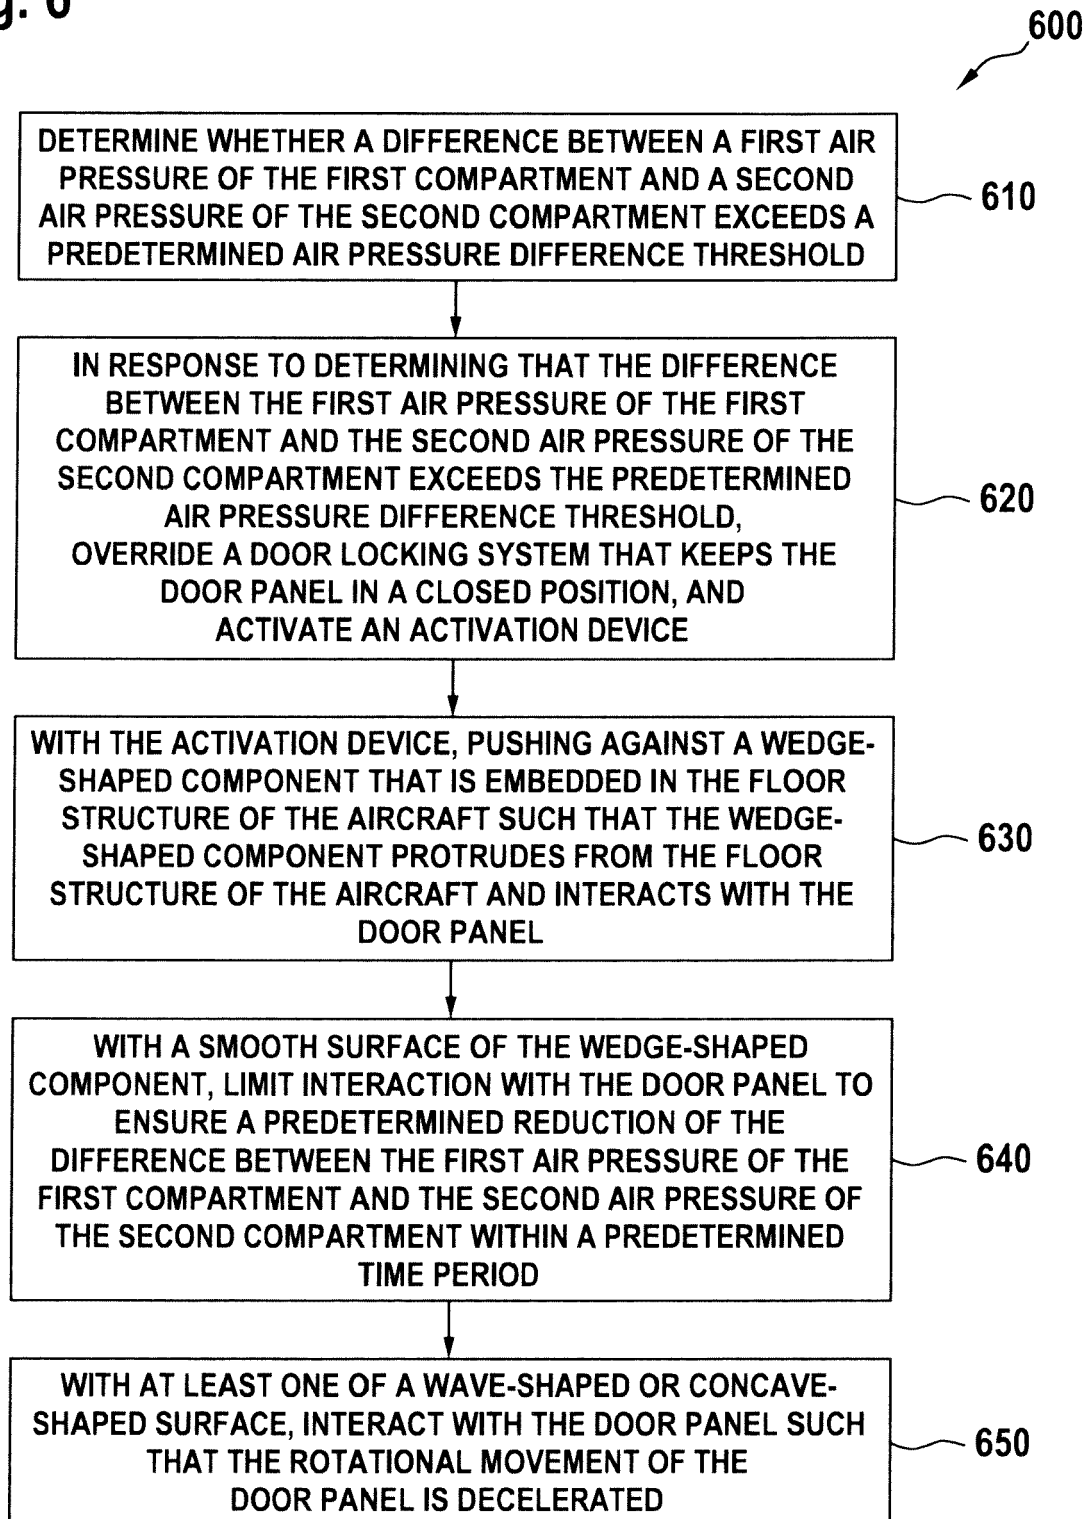 g. 6
600
DETERMINE WHETHER A DIFFERENCE BETWEEN A FIRST AIR
PRESSURE OF THE FIRST COMPARTMENT AND A SECOND
AIR PRESSURE OF THE SECOND COMPARTMENT EXCEEDS A
PREDETERMINED AIR PRESSURE DIFFERENCE THRESHOLD
610
IN RESPONSE TO DETERMINING THAT THE DIFFERENCE
BETWEEN THE FIRST AIR PRESSURE OF THE FIRST
COMPARTMENT AND THE SECOND AIR PRESSURE OF THE
SECOND COMPARTMENT EXCEEDS THE PREDETERMINED
AIR PRESSURE DIFFERENCE THRESHOLD,
OVERRIDE A DOOR LOCKING SYSTEM THAT KEEPS THE
DOOR PANEL IN A CLOSED POSITION, AND
ACTIVATE AN ACTIVATION DEVICE
620
WITH THE ACTIVATION DEVICE, PUSHING AGAINST A WEDGE-
SHAPED COMPONENT THAT IS EMBEDDED IN THE FLOOR
STRUCTURE OF THE AIRCRAFT SUCH THAT THE WEDGE-
SHAPED COMPONENT PROTRUDES FROM THE FLOOR
STRUCTURE OF THE AIRCRAFT AND INTERACTS WITH THE
DOOR PANEL
630
WITH A SMOOTH SURFACE OF THE WEDGE-SHAPED
COMPONENT, LIMIT INTERACTION WITH THE DOOR PANEL TO
ENSURE A PREDETERMINED REDUCTION OF THE
DIFFERENCE BETWEEN THE FIRST AIR PRESSURE OF THE
FIRST COMPARTMENT AND THE SECOND AIR PRESSURE OF
THE SECOND COMPARTMENT WITHIN A PREDETERMINED
TIME PERIOD
640
WITH AT LEAST ONE OF A WAVE-SHAPED OR CONCAVE-
SHAPED SURFACE, INTERACT WITH THE DOOR PANEL SUCH
THAT THE ROTATIONAL MOVEMENT OF THE
DOOR PANEL IS DECELERATED
650